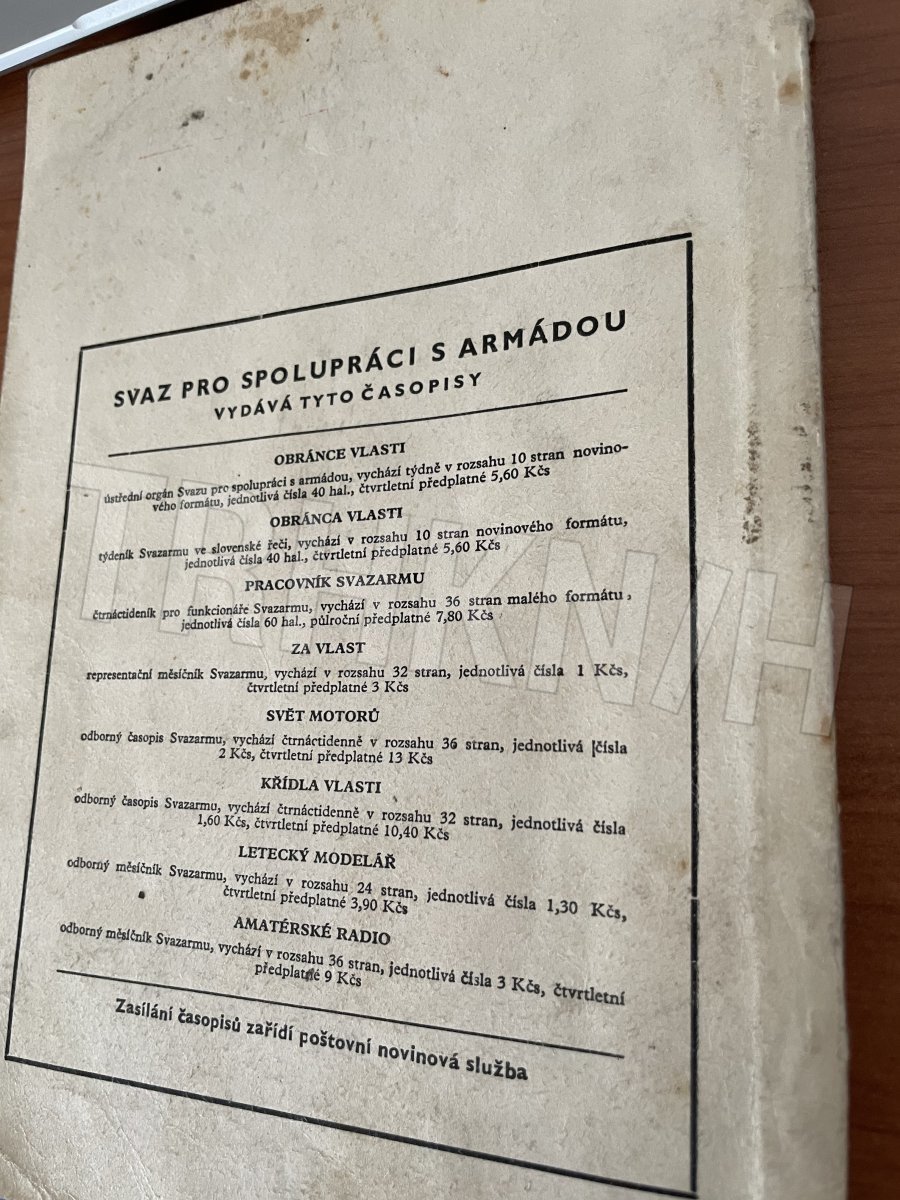 SVAZ PRO SPOLUPRÁCI S ARMÁDOU
VYDÁVÁ TYTO ČASOPISY
OBRÁNCE VLASTI
ústřední orgán Svazu pro spolupráci s armádou, vychází týdně v rozsahu 10 stran novino-
vého formátu, jednotlivá čísla 40 hal., čtvrtletní předplatné 5,60 Kčs
OBRÁNCA VLASTI
týdeník Svazarmu ve slovenské řeči, vychází v rozsahu 10 stran novinového formátu,
jednotlivá čísla 40 hal., čtvrtletní předplatné 5,60 Kčs
PRACOVNÍK SVAZARMU
čtrnáctideník pro funkcionáře Svazarmu, vychází v rozsahu 36 stran malého formátu,
jednotlivá čísla 60 hal., půlroční předplatné 7,80 Kčs
ZA VLAST
representační měsíčník Svazarmu, vychází v rozsahu 32 stran, jednotlivá čísla 1 Kčs,
čtvrtletní předplatné 3 Kčs
SVĚT MOTORŮ
odborný časopis Svazarmu, vychází čtrnáctidenně v rozsahu 36 stran, jednotlivá čísla
2 Kčs, čtvrtletní předplatné 13 Kčs
KŘÍDLA VLASTI
odborný časopis Svazarmu, vychází čtrnáctidenně v rozsahu 32 stran, jednotlivá čísla
1,60 Kčs, čtvrtletní předplatné 10,40 Kčs
LETECKÝ MODELÁŘ
odborný měsíčník Svazarmu, vychází v rozsahu 24 stran, jednotlivá čísla 1,30 Kčs,
čtvrtletní předplatné 3,90 Kčs
AMATÉRSKÉ RADIO
odborný měsíčník Svazarmu, vychází v rozsahu 36 stran, jednotlivá čísla 3 Kčs, čtvrtletní
předplatné 9 Kčs
Zasílání časopisů zařídí poštovní novinová služba